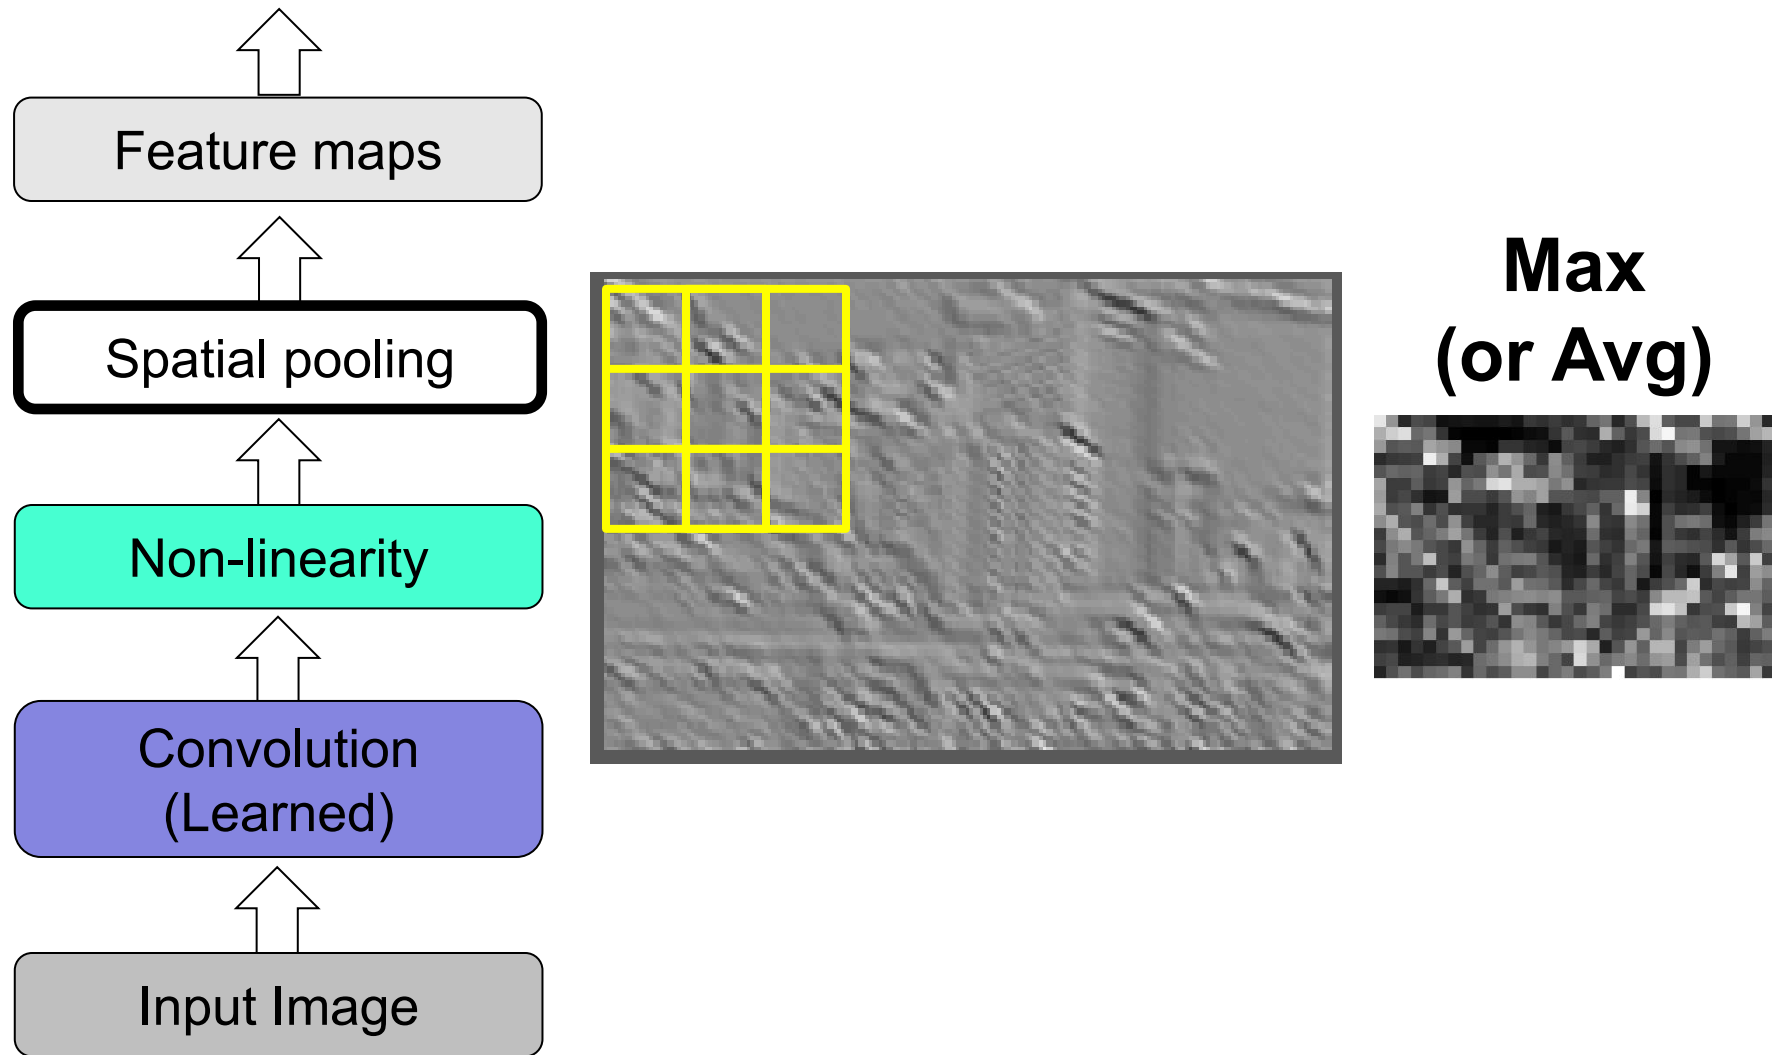 Feature maps
Spatial pooling
Non-linearity
Convolution
(Learned)
Input Image
Max
(or Avg)